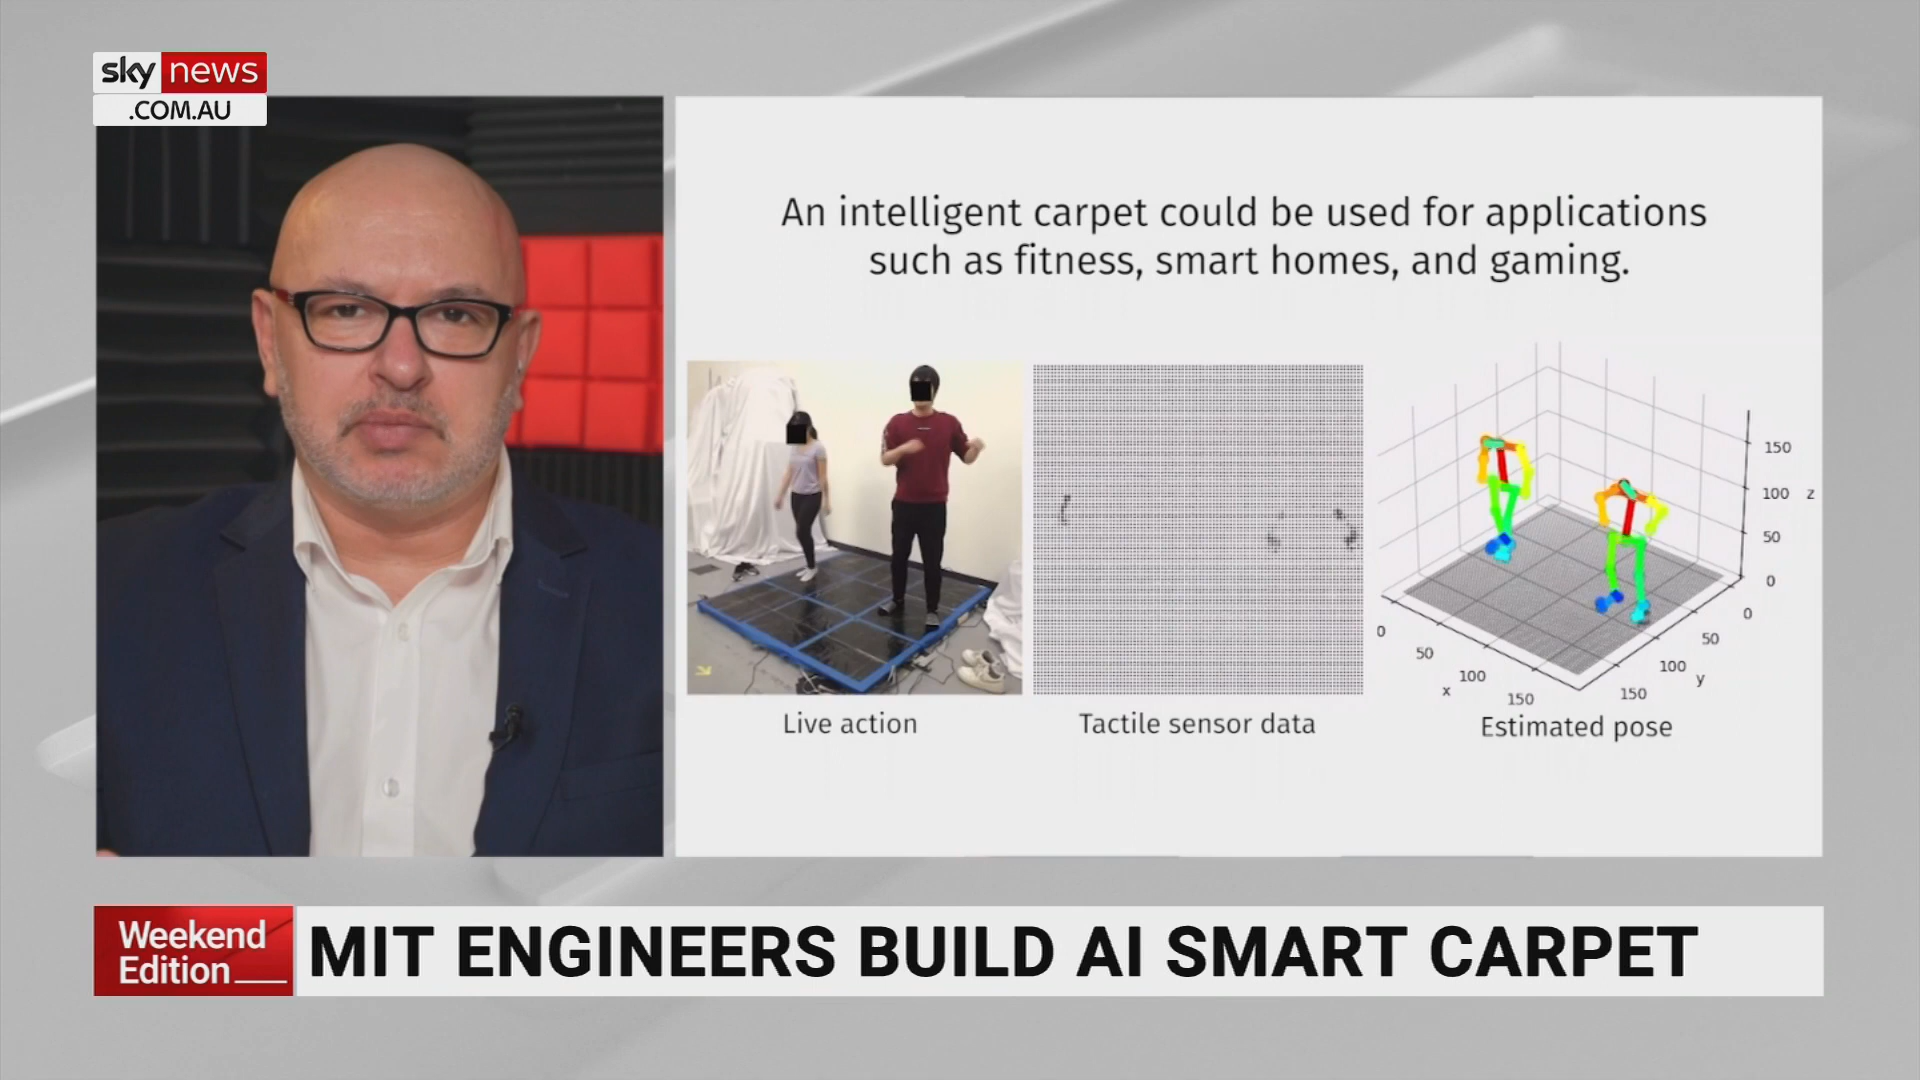 sky news
.COM.AU
An intelligent carpet could be used for applications
such as fitness, smart homes, and gaming.
150
100 z
50
0
0
50
100
150
x
0
50
100
150
y
Live action
Tactile sensor data
Estimated pose
Weekend
Edition
MIT ENGINEERS BUILD AI SMART CARPET